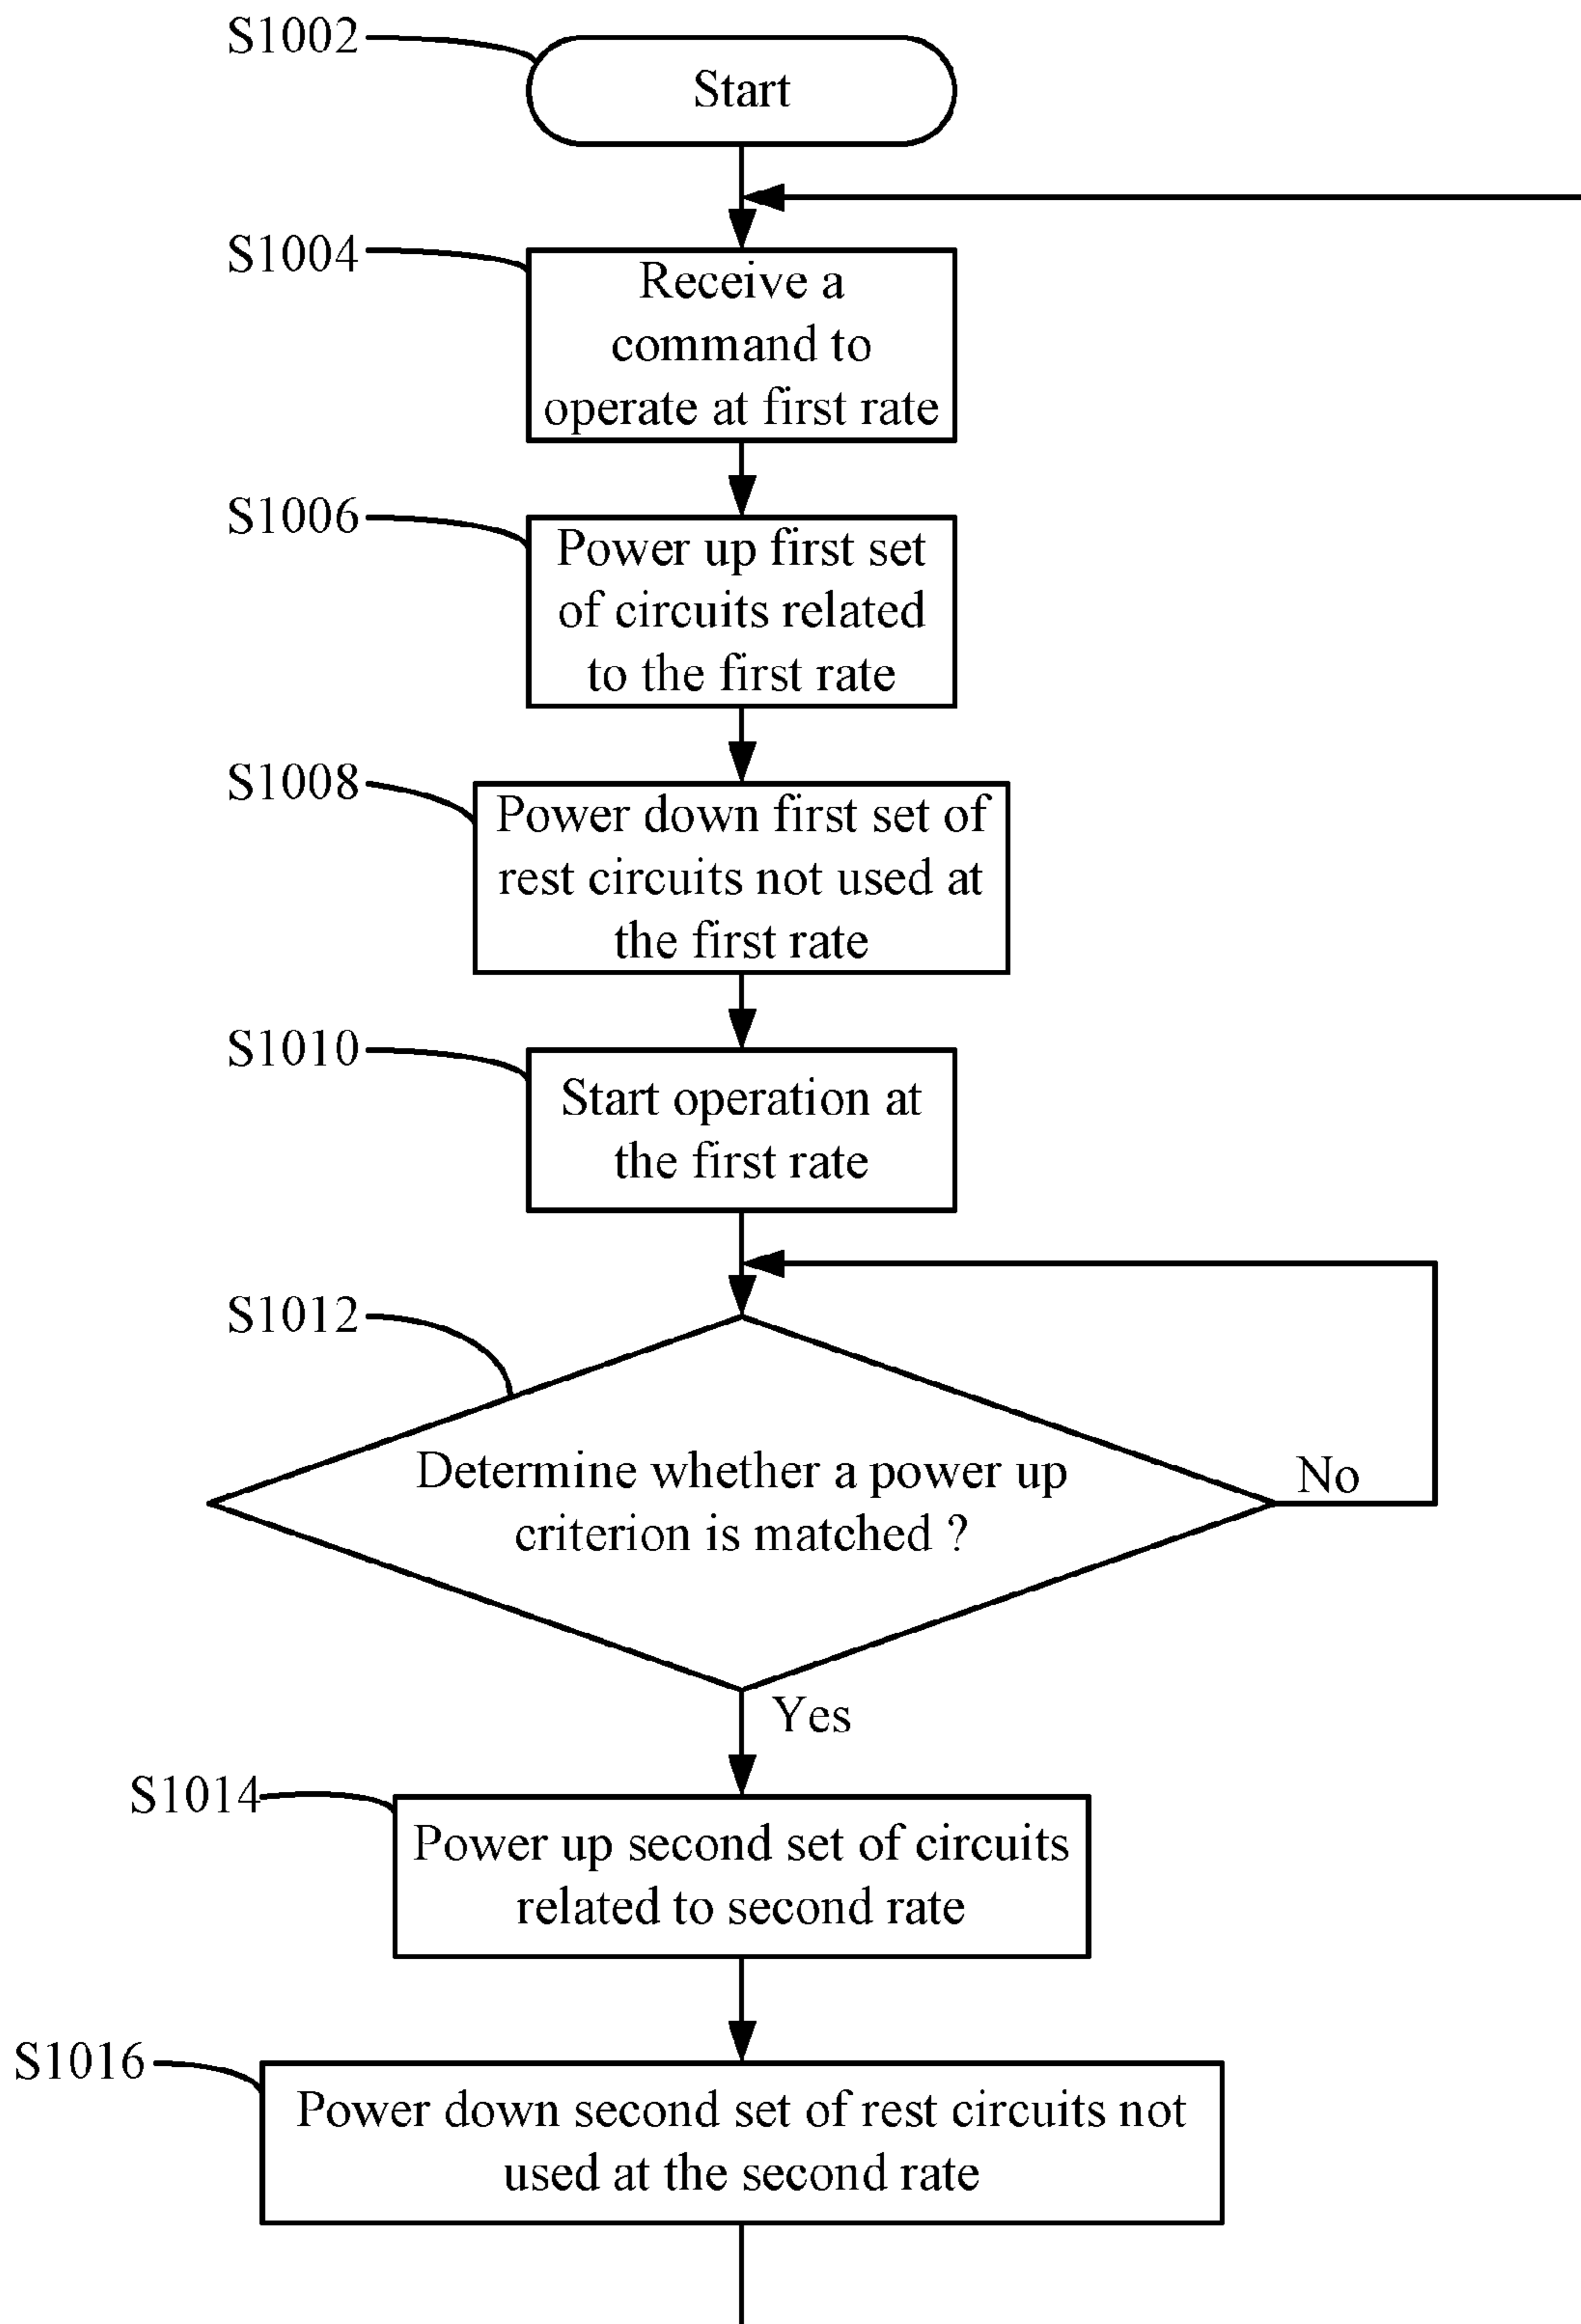 S1002
Start
S1004
Receive a
command to
operate at first rate
S1006
Power up first set
of circuits related
to the first rate
S1008
Power down first set of
rest circuits not used at
the first rate
S1010
Start operation at
the first rate
S1012
Determine whether a power up
criterion is matched ?
No
Yes
S1014
Power up second set of circuits
related to second rate
S1016
Power down second set of rest circuits not
used at the second rate